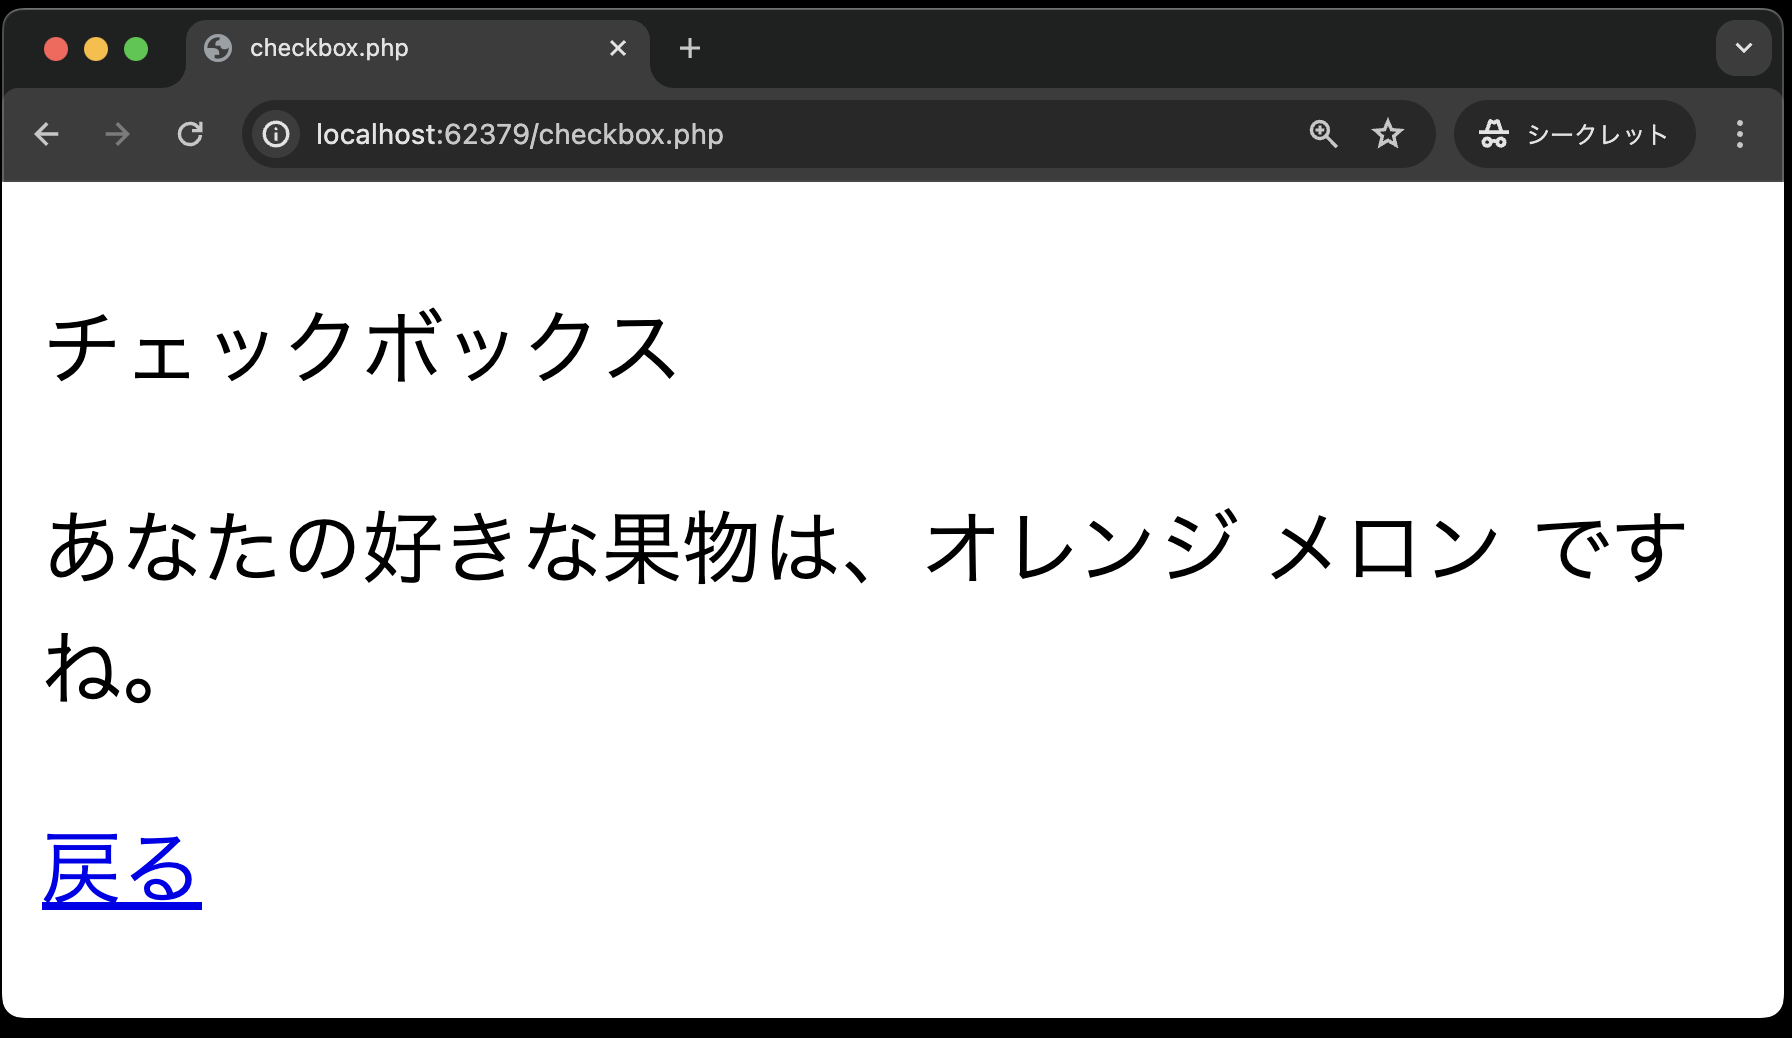 checkbox.php
localhost:62379/checkbox.php
シークレット
チェックボックス
あなたの好きな果物は、オレンジ メロン です
ね。
戻る